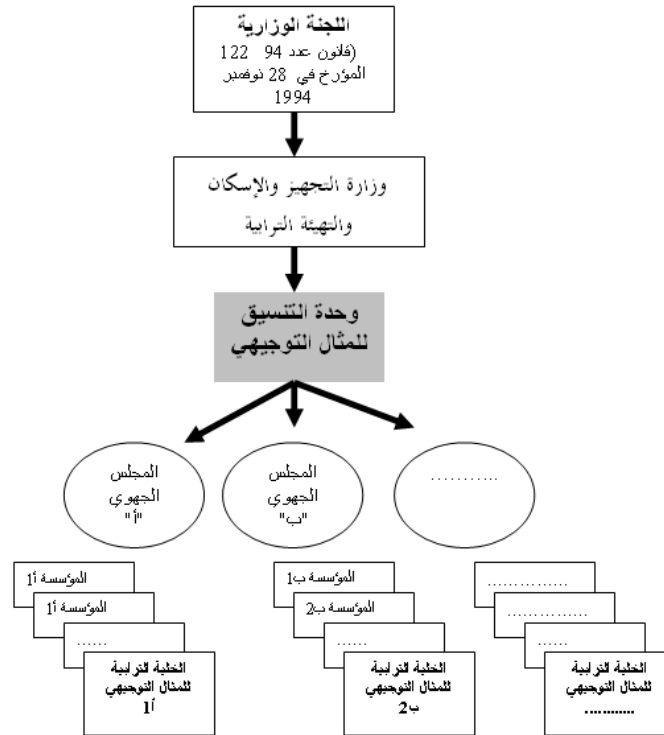 اللجنة الوزارية
(قانون عدد 94 122
المؤرخ في 28 نوفمبر
1994
وزارة التجهيز والإسكان
والتهيئة الترابية
وحدة التنسيق
للمثال التوجيهي
المجلس
الجهوي
"أ"
المجلس
الجهوي
"ب"
...........
المؤسسة أ1
المؤسسة أ1
......
الخلية الترابية
للمثال التوجيهي
أ1
المؤسسة ب1
المؤسسة ب2
......
الخلية الترابية
للمثال التوجيهي
ب2
...............
...............
......
الخلية الترابية
للمثال التوجيهي
............